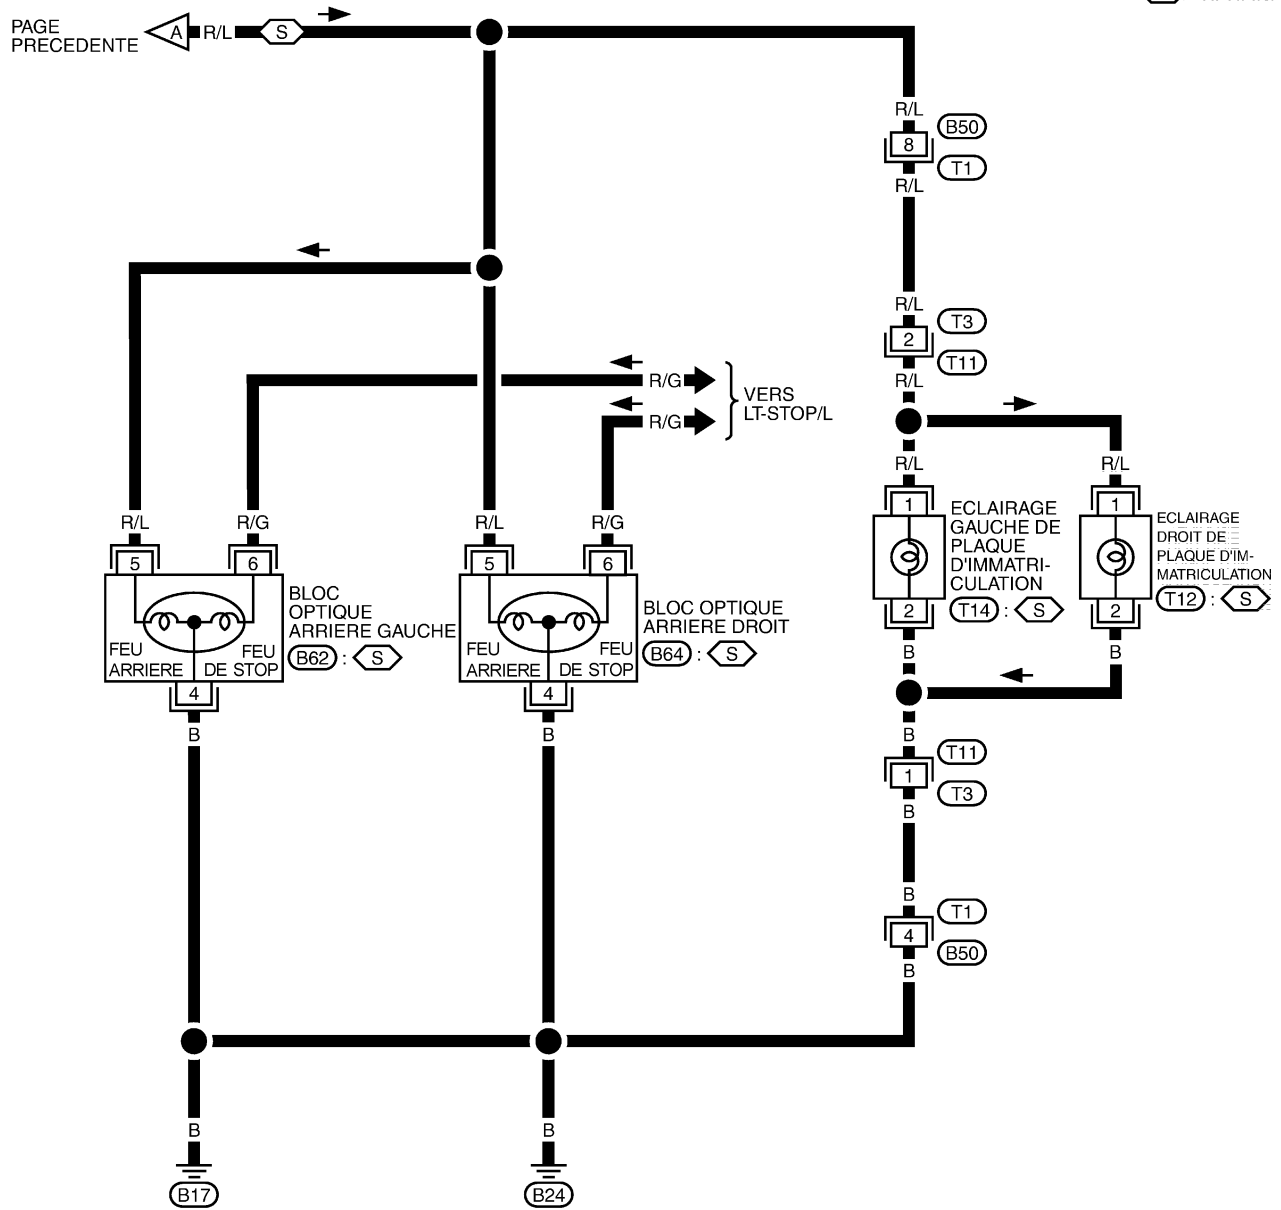 PAGE
PRECEDENTE
A
R/L
S
R/L
8
B50
T1
R/L
R/L
T3
2
T11
R/L
R/G
R/G
VERS
LT-STOP/L
R/L
R/L
R/L
R/G
R/L
R/G
5
6
5
6
1
1
ECLAIRAGE
GAUCHE DE
PLAQUE
D'IMMATRI-
CULATION
T14 : S
ECLAIRAGE
DROIT DE
PLAQUE D'IM-
MATRICULATION
T12 : S
2
2
BLOC
OPTIQUE
ARRIERE GAUCHE
B62 : S
BLOC OPTIQUE
ARRIERE DROIT
B64 : S
FEU
ARRIERE
FEU
DE STOP
FEU
ARRIERE
FEU
DE STOP
4
4
B
B
B
B
B
T11
1
T3
B
B
T1
4
B50
B
B
B
B17
B24